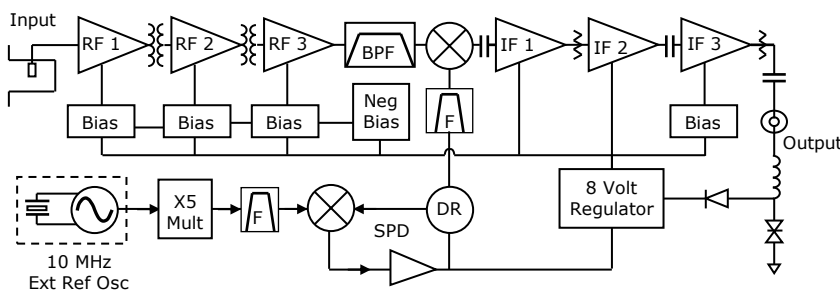 Input
RF 1
RF 2
RF 3
BPF
IF 1
IF 2
IF 3
Bias
Bias
Bias
Neg
Bias
F
Bias
Output
X5
Mult
F
SPD
DR
8 Volt
Regulator
10 MHz
Ext Ref Osc